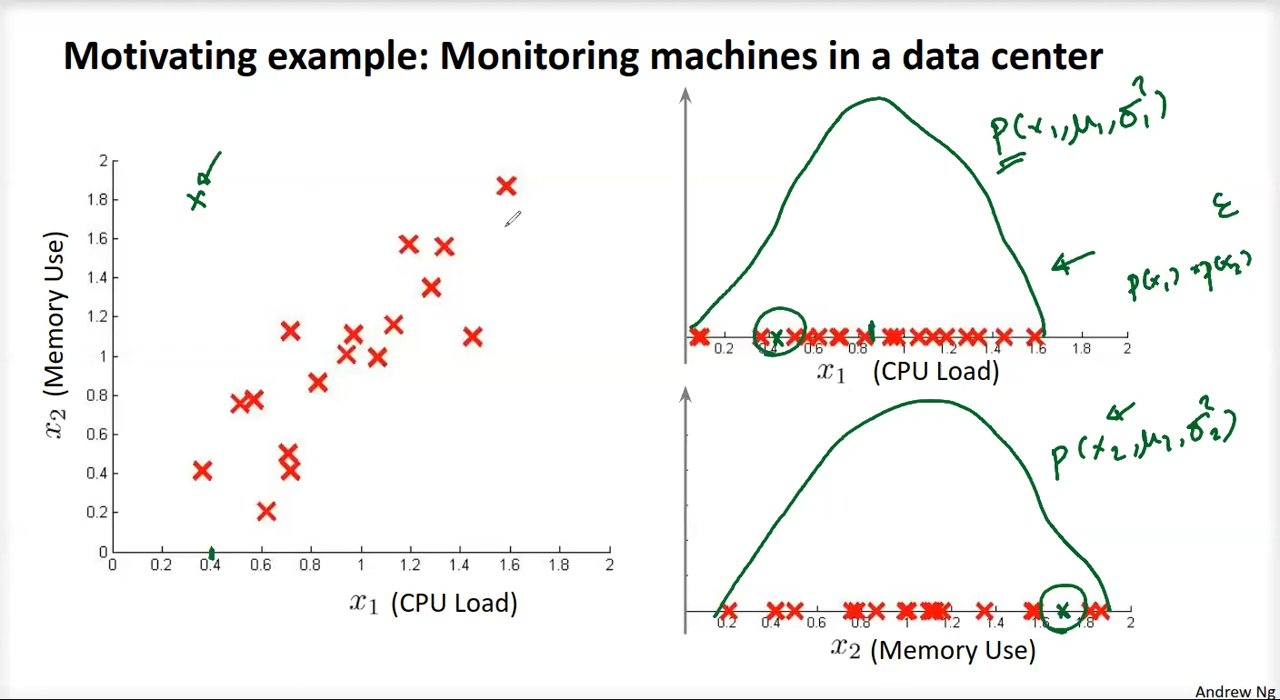 Motivating example: Monitoring machines in a data center
2
1.8
1.6
1.4
1.2
1
0.8
0.6
0.4
0.2
0
x₂ (Memory Use)
0 0.2 0.4 0.6 0.8 1 1.2 1.4 1.6 1.8 2
x₁ (CPU Load)
p(x₁, μ₁, σ₁²)
ε
p(x₁) * p(x₂)
0.2 0.4 0.6 0.8 1 1.2 1.4 1.6 1.8 2
x₁ (CPU Load)
p(x₂, μ₂, σ₂²)
0.2 0.4 0.6 0.8 1 1.2 1.4 1.6 1.8 2
x₂ (Memory Use)
Andrew Ng